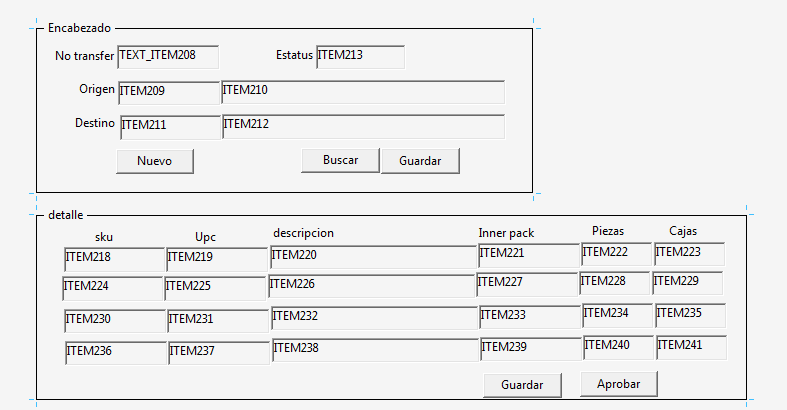 Encabezado
No transfer TEXT_ITEM208 Estatus ITEM213
Origen ITEM209 ITEM210
Destino ITEM211 ITEM212
Nuevo Buscar Guardar
detalle
sku Upc descripcion Inner pack Piezas Cajas
ITEM218 ITEM219 ITEM220 ITEM221 ITEM222 ITEM223
ITEM224 ITEM225 ITEM226 ITEM227 ITEM228 ITEM229
ITEM230 ITEM231 ITEM232 ITEM233 ITEM234 ITEM235
ITEM236 ITEM237 ITEM238 ITEM239 ITEM240 ITEM241
Guardar Aprobar